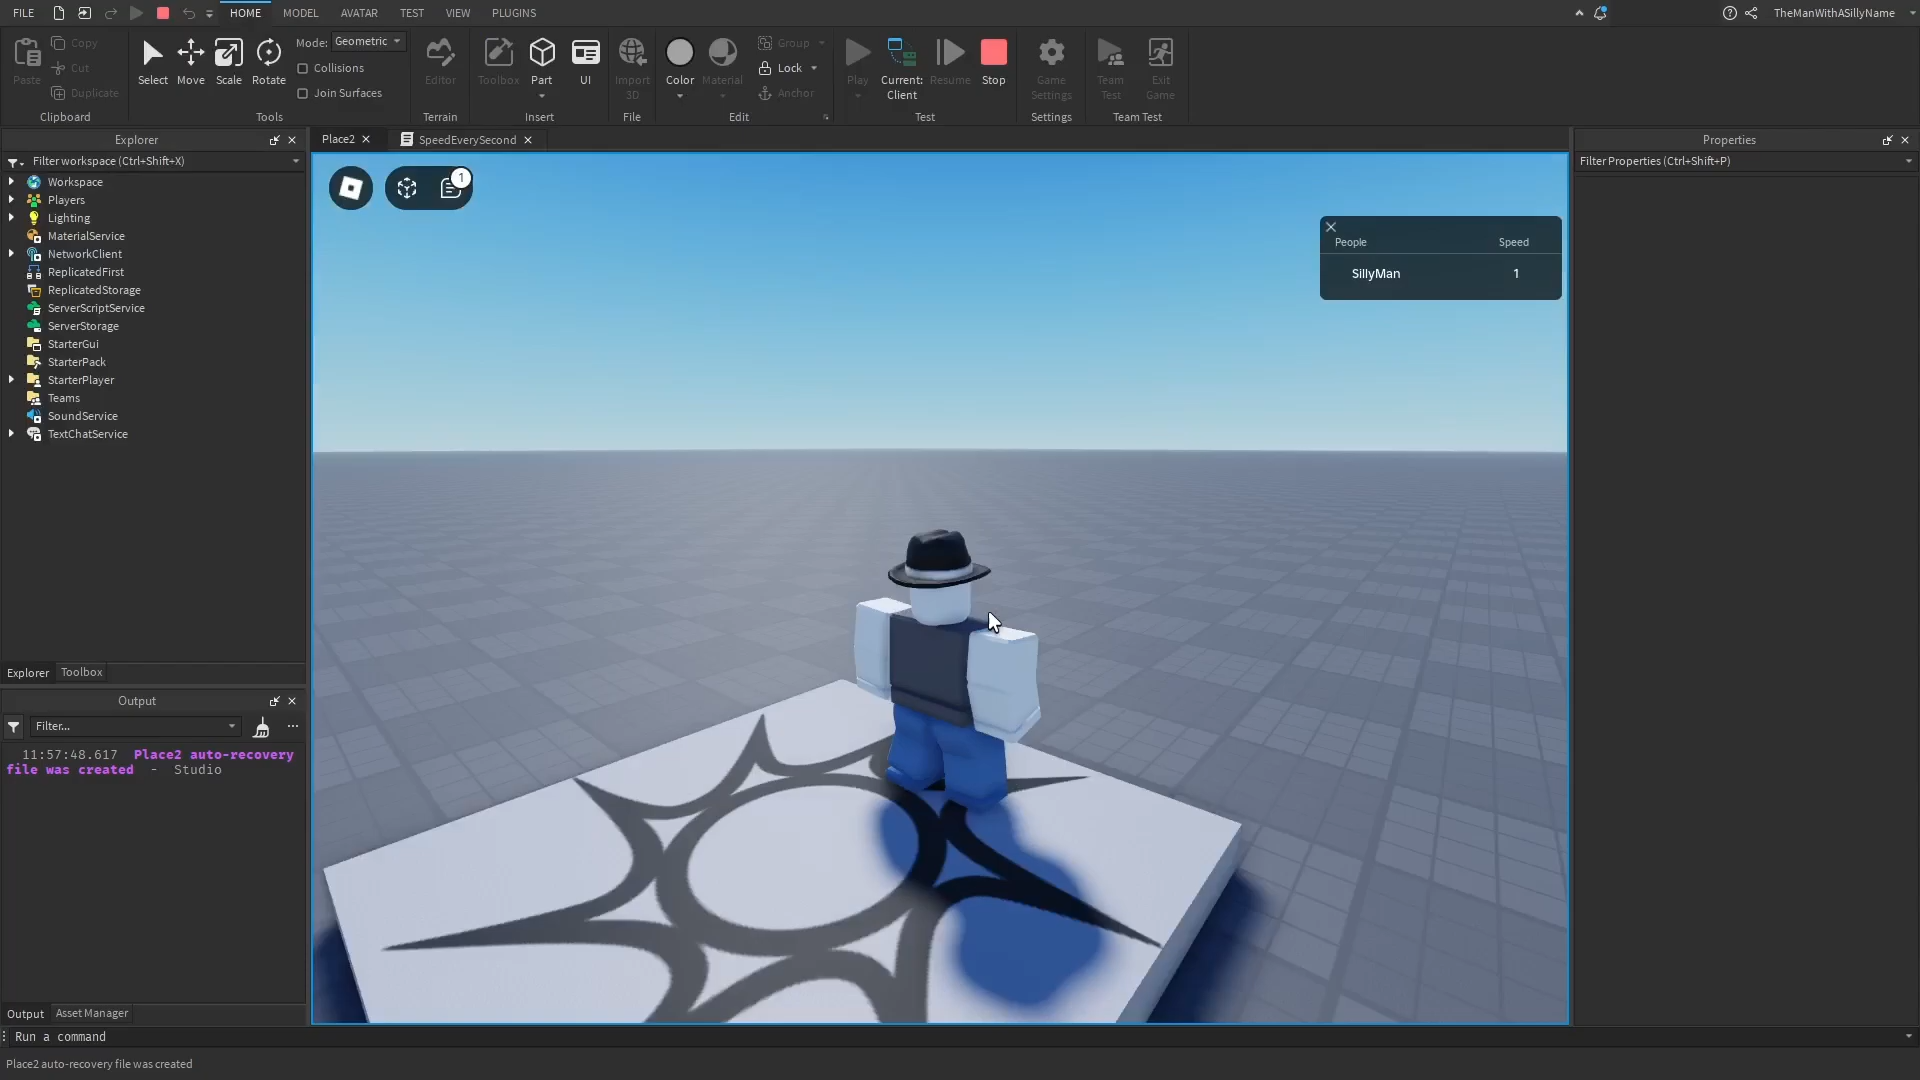 FILE
HOME
MODEL
AVATAR
TEST
VIEW
PLUGINS
TheManWithASillyName
Paste
Copy
Cut
Duplicate
Clipboard
Select
Move
Scale
Rotate
Mode:
Geometric
Collisions
Join Surfaces
Tools
Editor
Terrain
Toolbox
Part
UI
Insert
Import
3D
File
Color
Material
Group
Lock
Anchor
Edit
Play
Current:
Client
Resume
Stop
Test
Game
Settings
Settings
Team
Test
Exit
Game
Team Test
Explorer
Filter workspace (Ctrl+Shift+X)
Workspace
Players
Lighting
MaterialService
NetworkClient
ReplicatedFirst
ReplicatedStorage
ServerScriptService
ServerStorage
StarterGui
StarterPack
StarterPlayer
Teams
SoundService
TextChatService
Explorer
Toolbox
Output
Filter...
11:57:48.617 Place2 auto-recovery
file was created - Studio
Output
Asset Manager
Place2
SpeedEverySecond
1
People Speed
SillyMan 1
Properties
Filter Properties (Ctrl+Shift+P)
Run a command
Place2 auto-recovery file was created